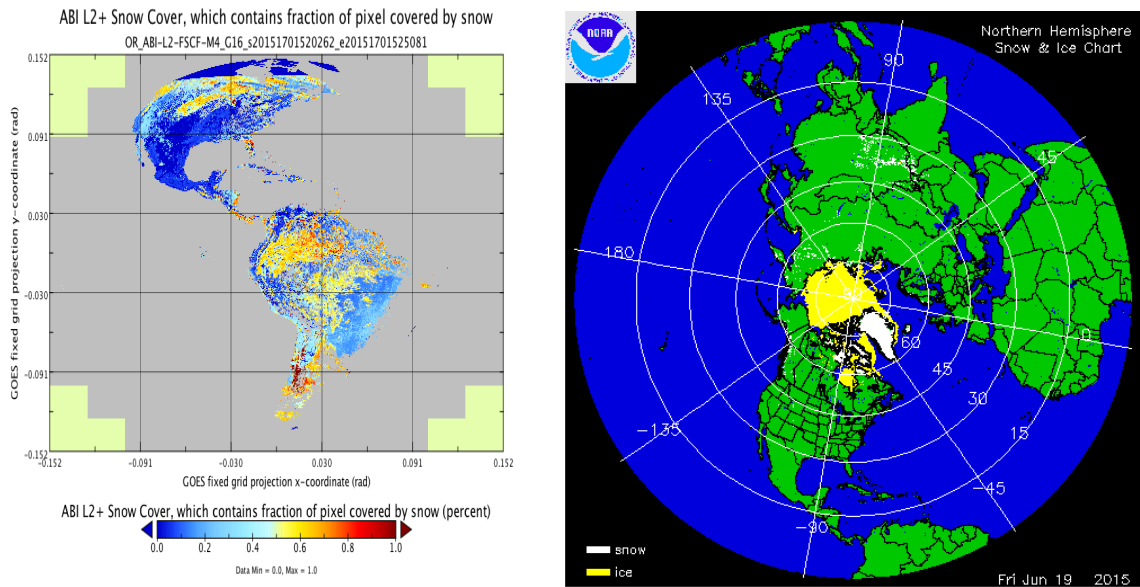 ABI L2+ Snow Cover, which contains fraction of pixel covered by snow
OR_ABI-L2-FSCF-M4_G16_s20151701520262_e20151701525081
0.152
0.091
0.030
-0.030
-0.091
-0.152
GOES fixed grid projection y-coordinate (rad)
-0.152
-0.091
-0.030
0.030
0.091
0.152
GOES fixed grid projection x-coordinate (rad)
ABI L2+ Snow Cover, which contains fraction of pixel covered by snow (percent)
0.0
0.2
0.4
0.6
0.8
1.0
Data Min = 0.0, Max = 1.0
NOAA
Northern Hemisphere
Snow & Ice Chart
90
135
45
180
90
0
60
45
30
15
-135
-45
-90
snow
ice
Fri Jun 19 2015